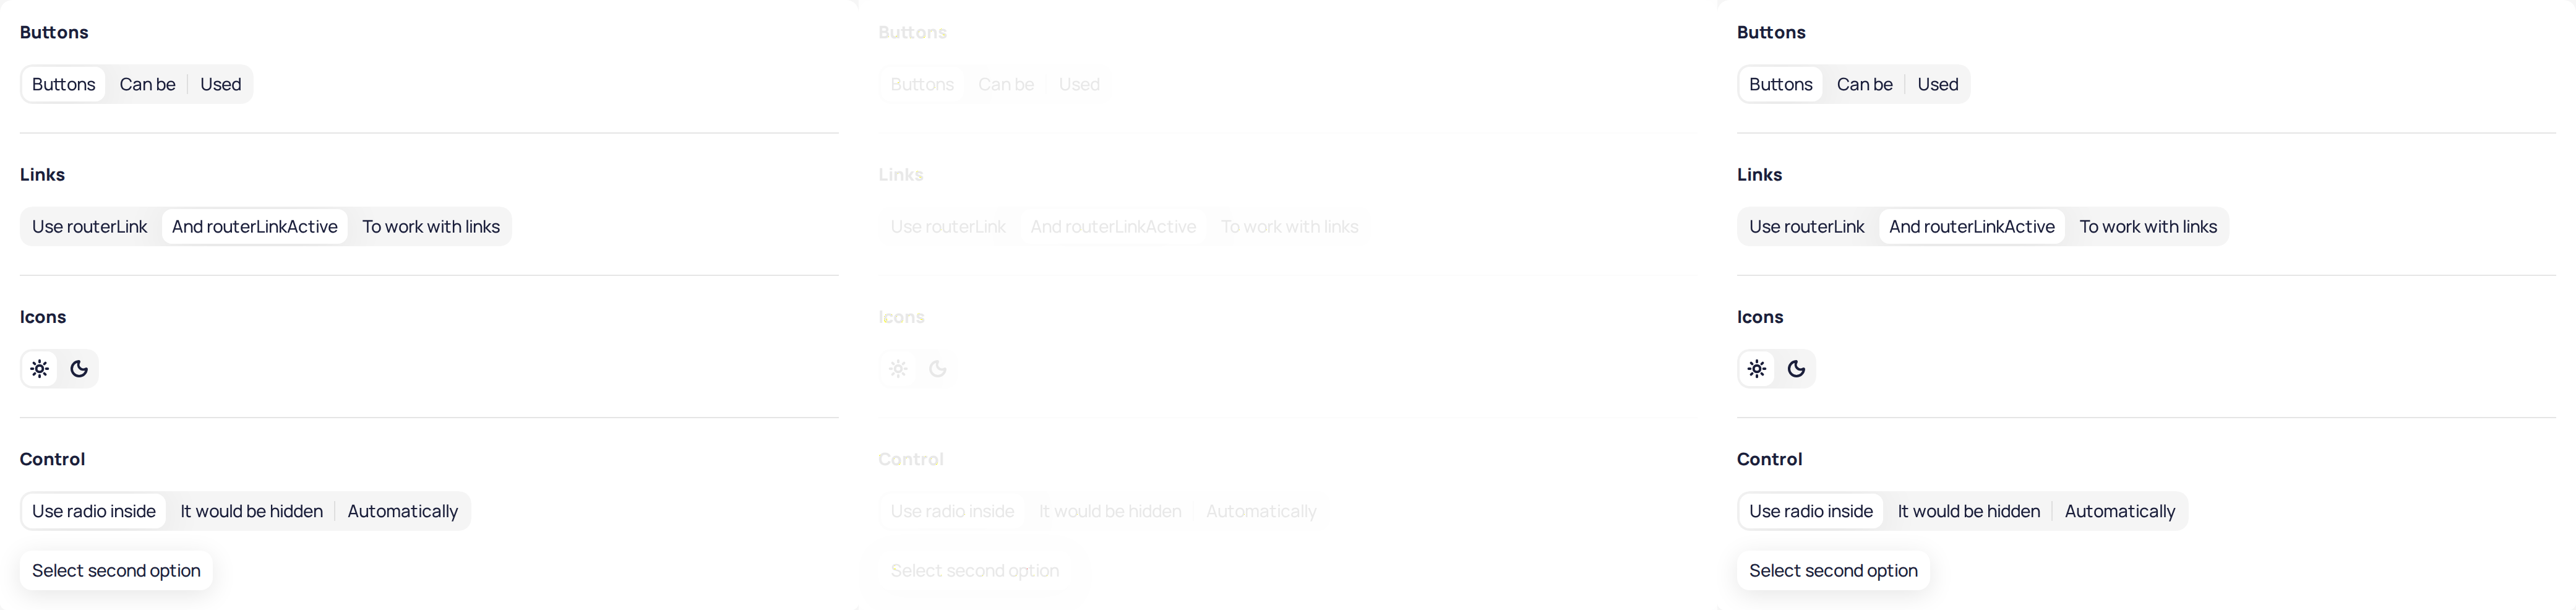 Buttons
Buttons Can be Used
Links
Use routerLink And routerLinkActive To work with links
Icons
Control
Use radio inside It would be hidden Automatically
Select second option
Buttons
Buttons Can be Used
Links
Use routerLink And routerLinkActive To work with links
Icons
Control
Use radio inside It would be hidden Automatically
Select second option
Buttons
Buttons Can be Used
Links
Use routerLink And routerLinkActive To work with links
Icons
Control
Use radio inside It would be hidden Automatically
Select second option